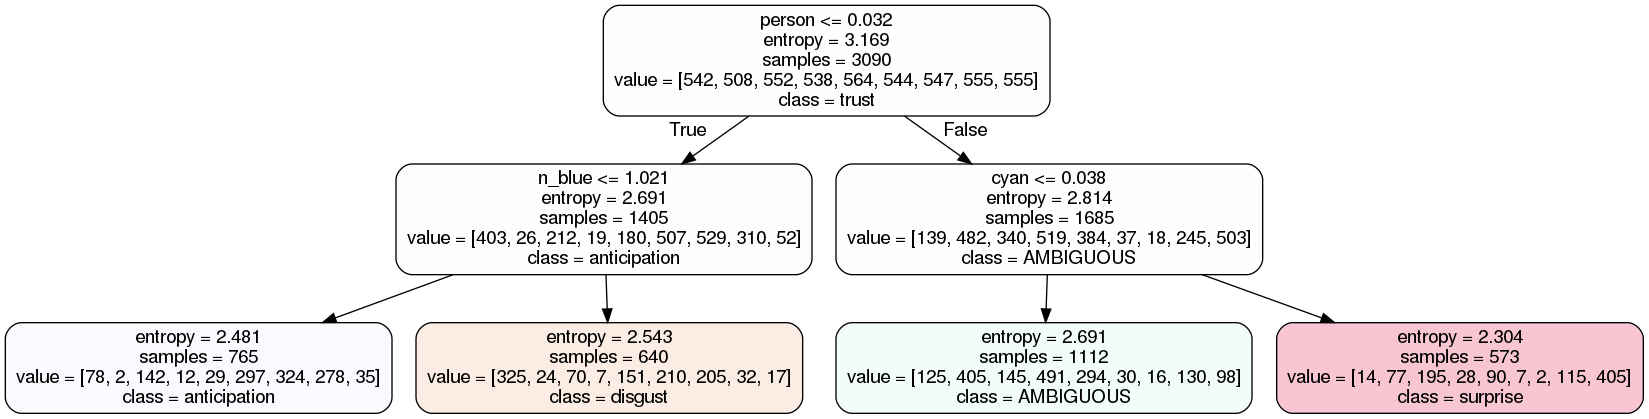 person <= 0.032
entropy = 3.169
samples = 3090
value = [542, 508, 552, 538, 564, 544, 547, 555, 555]
class = trust
True
False
n_blue <= 1.021
entropy = 2.691
samples = 1405
value = [403, 26, 212, 19, 180, 507, 529, 310, 52]
class = anticipation
cyan <= 0.038
entropy = 2.814
samples = 1685
value = [139, 482, 340, 519, 384, 37, 18, 245, 503]
class = AMBIGUOUS
entropy = 2.481
samples = 765
value = [78, 2, 142, 12, 29, 297, 324, 278, 35]
class = anticipation
entropy = 2.543
samples = 640
value = [325, 24, 70, 7, 151, 210, 205, 32, 17]
class = disgust
entropy = 2.691
samples = 1112
value = [125, 405, 145, 491, 294, 30, 16, 130, 98]
class = AMBIGUOUS
entropy = 2.304
samples = 573
value = [14, 77, 195, 28, 90, 7, 2, 115, 405]
class = surprise